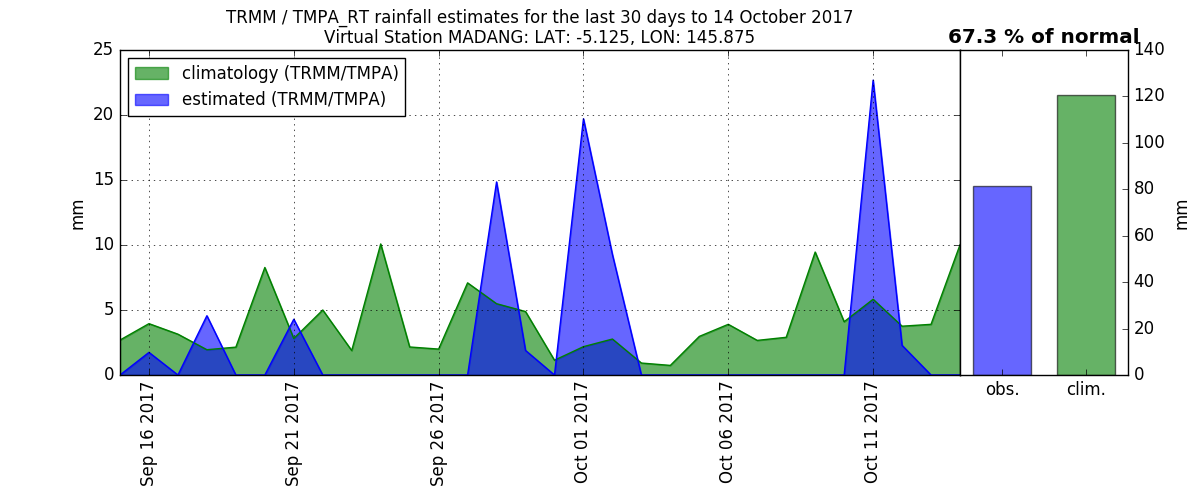 TRMM / TMPA_RT rainfall estimates for the last 30 days to 14 October 2017
Virtual Station MADANG: LAT: -5.125, LON: 145.875
67.3 % of normal
climatology (TRMM/TMPA)
estimated (TRMM/TMPA)
25
20
15
10
5
0
mm
140
120
100
80
60
40
20
0
mm
Sep 16 2017
Sep 21 2017
Sep 26 2017
Oct 01 2017
Oct 06 2017
Oct 11 2017
obs.
clim.